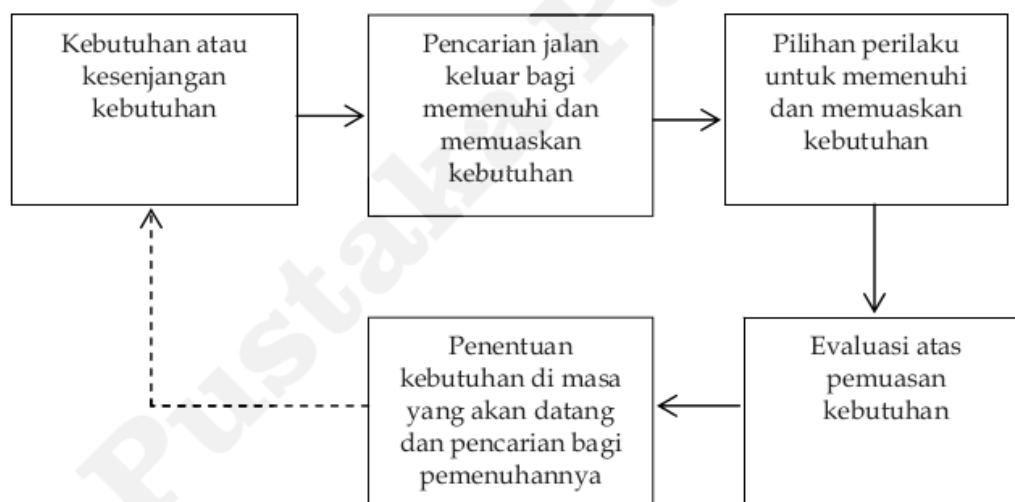 Kebutuhan atau
kesenjangan
kebutuhan
Pencarian jalan
keluar bagi
memenuhi dan
memuaskan
kebutuhan
Pilihan perilaku
untuk memenuhi
dan memuaskan
kebutuhan
Penentuan
kebutuhan di masa
yang akan datang
dan pencarian bagi
pemenuhannya
Evaluasi atas
pemuasan
kebutuhan
Pustaka